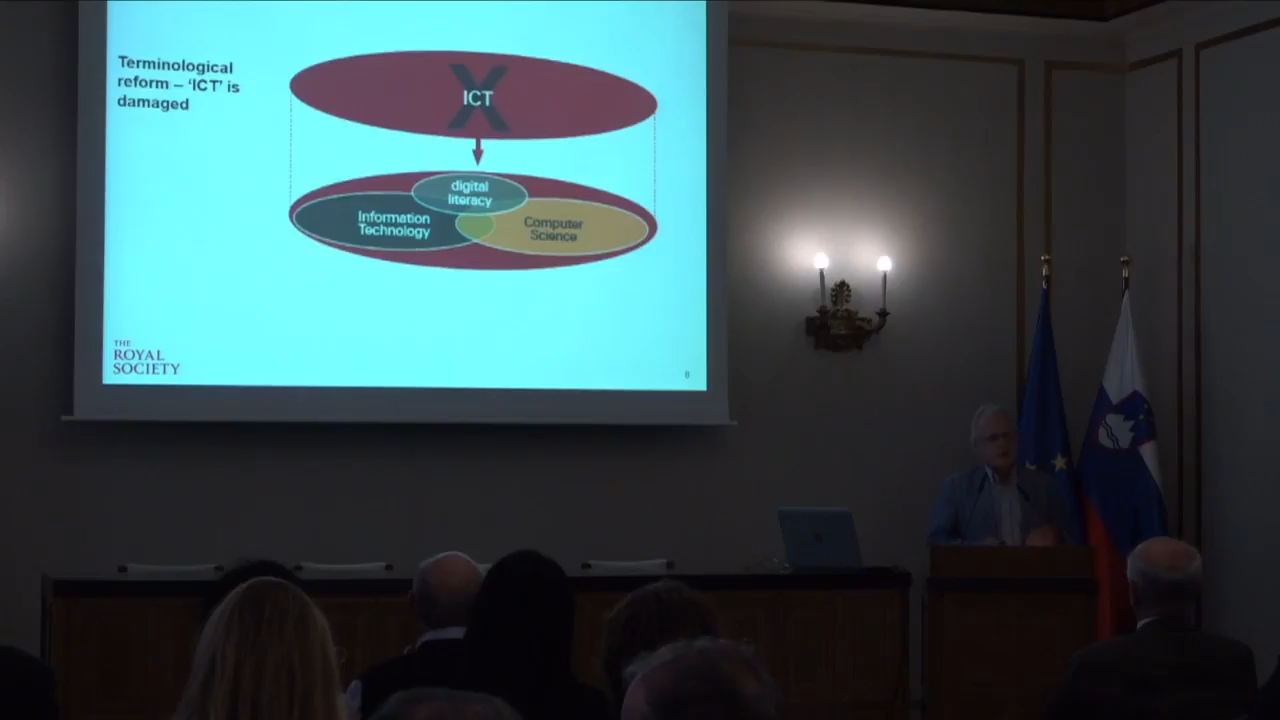 Terminological
reform – ‘ICT’ is
damaged
X
ICT
digital
literacy
Information
Technology
Computer
Science
THE
ROYAL
SOCIETY
8